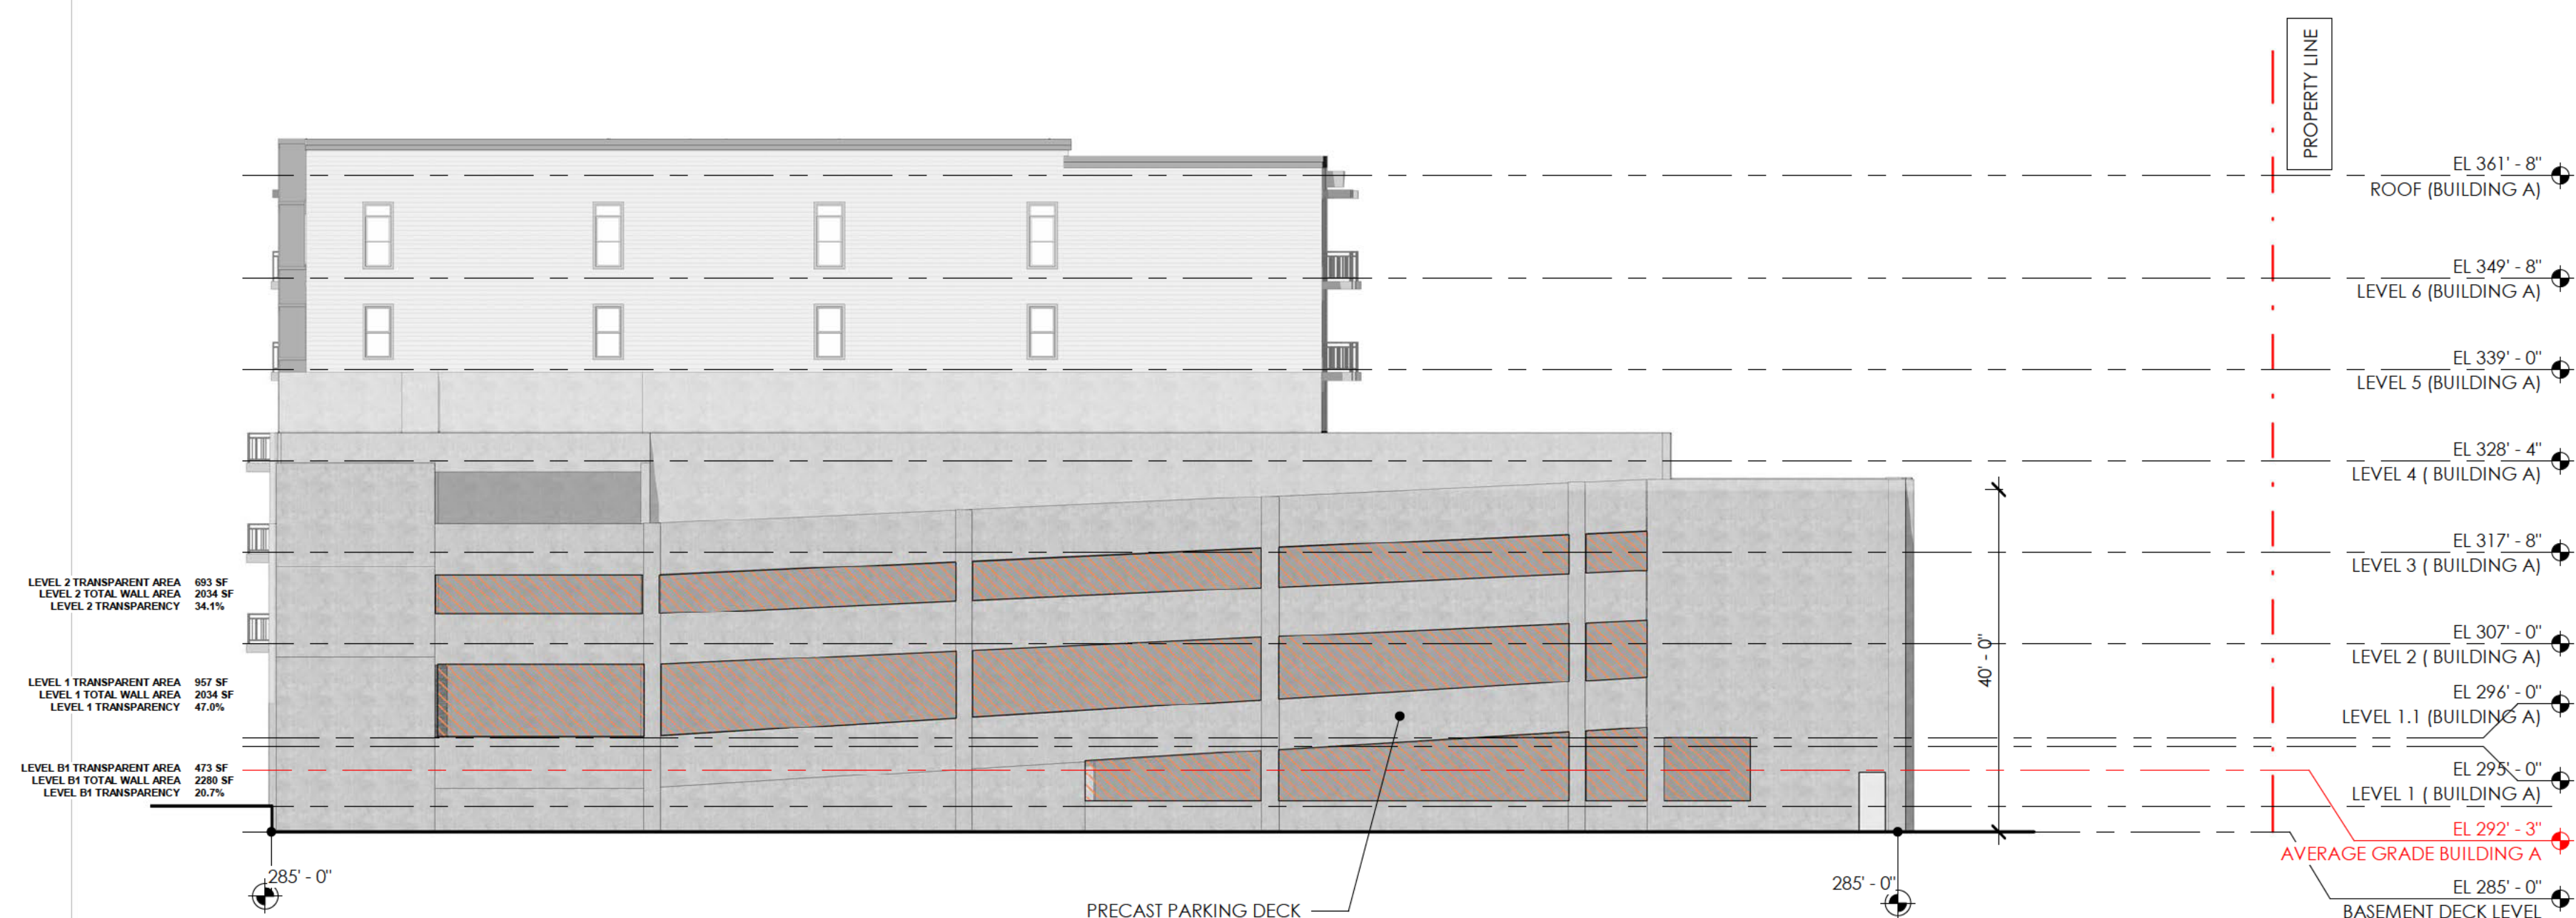 PROPERTY LINE
EL 361' - 8"
ROOF (BUILDING A)
EL 349' - 8"
LEVEL 6 (BUILDING A)
EL 339' - 0"
LEVEL 5 (BUILDING A)
EL 328' - 4"
LEVEL 4 ( BUILDING A)
EL 317' - 8"
LEVEL 3 ( BUILDING A)
LEVEL 2 TRANSPARENT AREA 693 SF
LEVEL 2 TOTAL WALL AREA 2034 SF
LEVEL 2 TRANSPARENCY 34.1%
EL 307' - 0"
LEVEL 2 ( BUILDING A)
40' - 0"
LEVEL 1 TRANSPARENT AREA 957 SF
LEVEL 1 TOTAL WALL AREA 2034 SF
LEVEL 1 TRANSPARENCY 47.0%
EL 296' - 0"
LEVEL 1.1 (BUILDING A)
LEVEL B1 TRANSPARENT AREA 473 SF
LEVEL B1 TOTAL WALL AREA 2280 SF
LEVEL B1 TRANSPARENCY 20.7%
EL 295' - 0"
LEVEL 1 ( BUILDING A)
EL 292' - 3"
AVERAGE GRADE BUILDING A
285' - 0"
285' - 0"
EL 285' - 0"
BASEMENT DECK LEVEL
PRECAST PARKING DECK